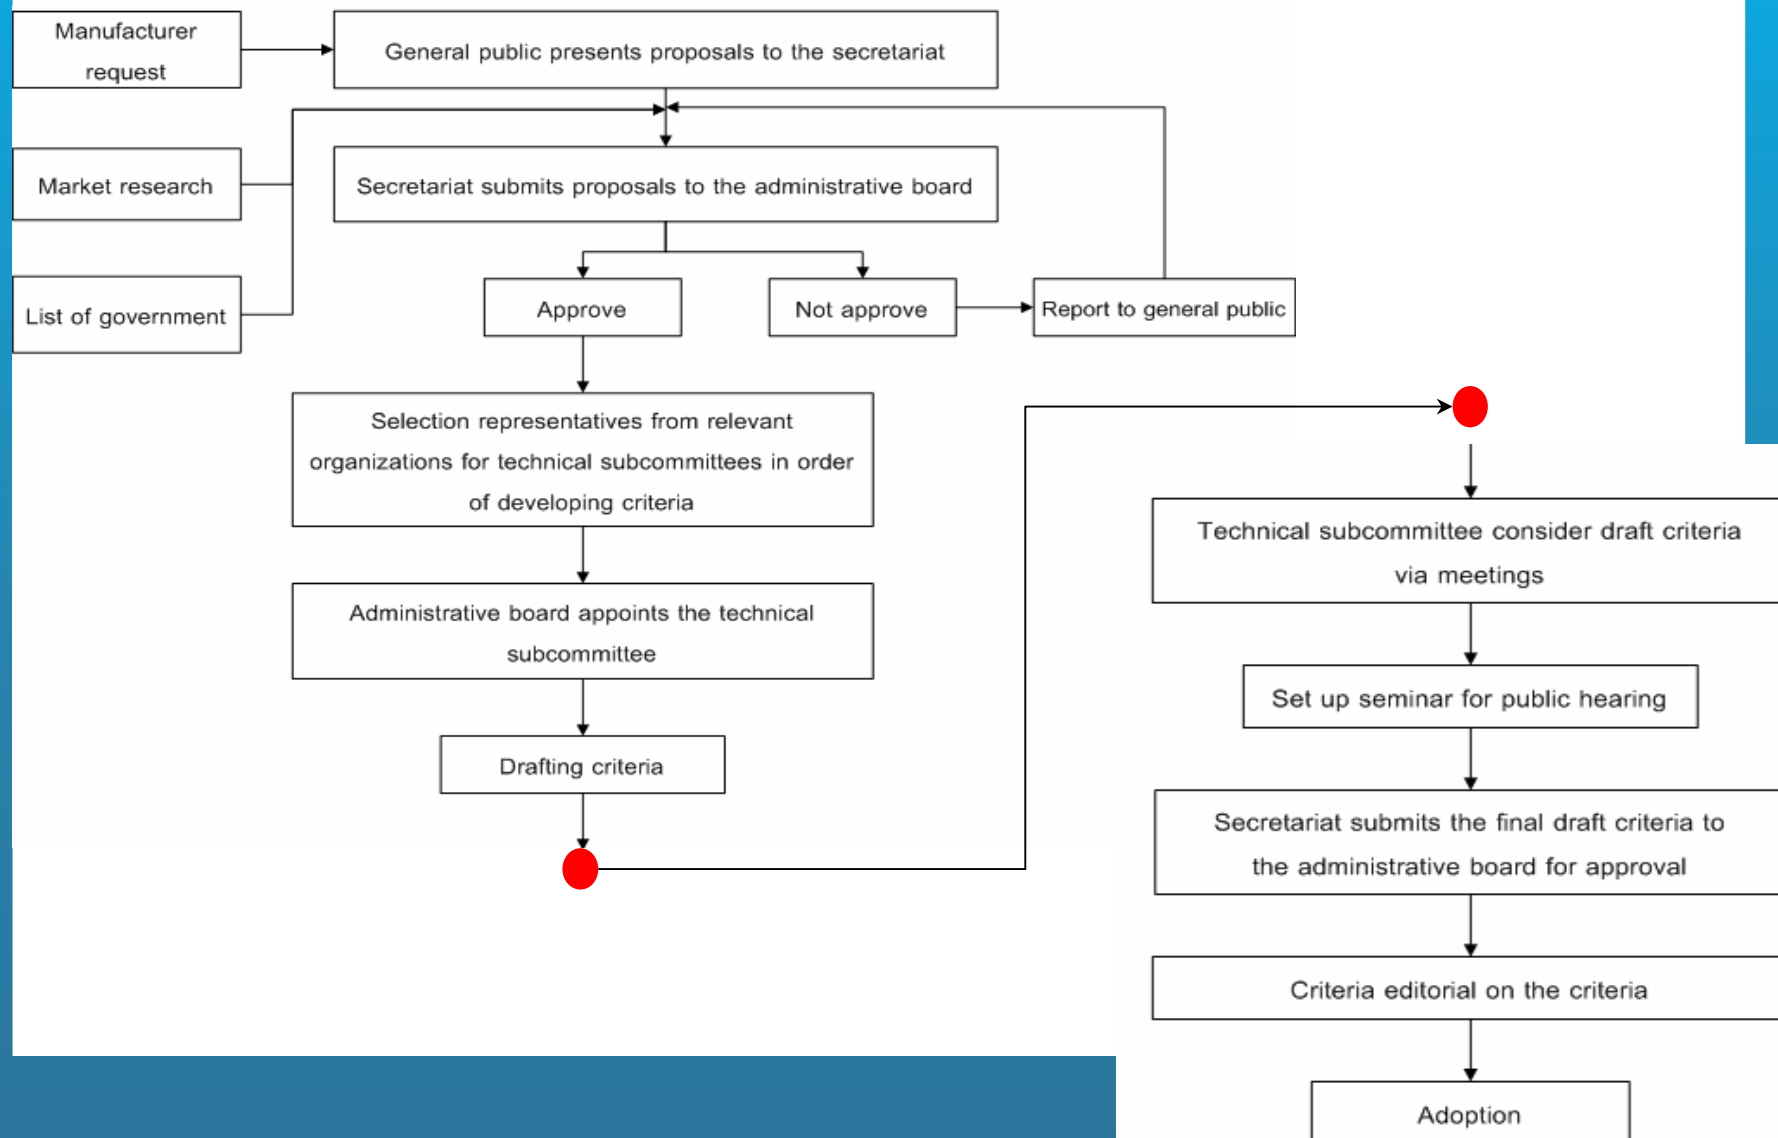 Manufacturer
request
General public presents proposals to the secretariat
Market research
Secretariat submits proposals to the administrative board
List of government
Approve
Not approve
Report to general public
Selection representatives from relevant
organizations for technical subcommittees in order
of developing criteria
Administrative board appoints the technical
subcommittee
Drafting criteria
Technical subcommittee consider draft criteria
via meetings
Set up seminar for public hearing
Secretariat submits the final draft criteria to
the administrative board for approval
Criteria editorial on the criteria
Adoption